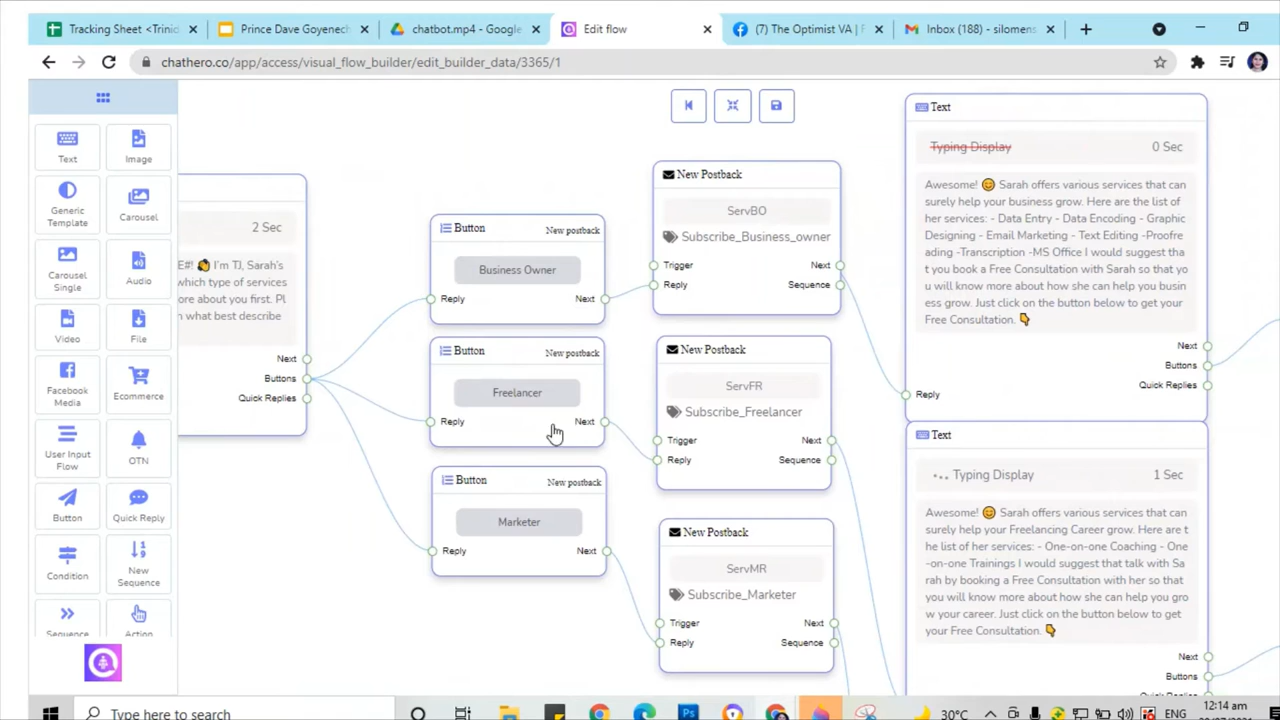 Tracking Sheet <Trinid
Prince Dave Goyenech
chatbot.mp4 - Google
Edit flow
(7) The Optimist VA | F
Inbox (188) - silomens
chathero.co/app/access/visual_flow_builder/edit_builder_data/3365/1
Text
Image
Generic
Template
Carousel
Carousel
Single
Audio
Video
File
Facebook
Media
Ecommerce
User Input
Flow
OTN
Button
Quick Reply
Condition
New
Sequence
Sequence
Action
2 Sec
E#! 👋 I'm TJ, Sarah's
which type of services
more about you first. Pl
n what best describe
Next
Buttons
Quick Replies
Button
New postback
Business Owner
Reply
Next
Button
New postback
Freelancer
Reply
Next
Button
New postback
Marketer
Reply
Next
New Postback
ServBO
Subscribe_Business_owner
Trigger
Next
Reply
Sequence
New Postback
ServFR
Subscribe_Freelancer
Trigger
Next
Reply
Sequence
New Postback
ServMR
Subscribe_Marketer
Trigger
Next
Reply
Sequence
Text
Typing Display
0 Sec
Awesome! 😊 Sarah offers various services that can
surely help your business grow. Here are the list of
her services: - Data Entry - Data Encoding - Graphic
Designing - Email Marketing - Text Editing -Proofre
ading -Transcription -MS Office I would suggest tha
t you book a Free Consultation with Sarah so that yo
u will know more about how she can help you busin
ess grow. Just click on the button below to get your
Free Consultation. 👇
Next
Buttons
Quick Replies
Reply
Text
Typing Display
1 Sec
Awesome! 😊 Sarah offers various services that can
surely help your Freelancing Career grow. Here are t
he list of her services: - One-on-one Coaching - One
-on-one Trainings I would suggest that talk with Sa
rah by booking a Free Consultation with her so that
you will know more about how she can help you gro
w your career. Just click on the button below to get
your Free Consultation. 👇
Next
Buttons
Type here to search
30°C
ENG
12:14 am